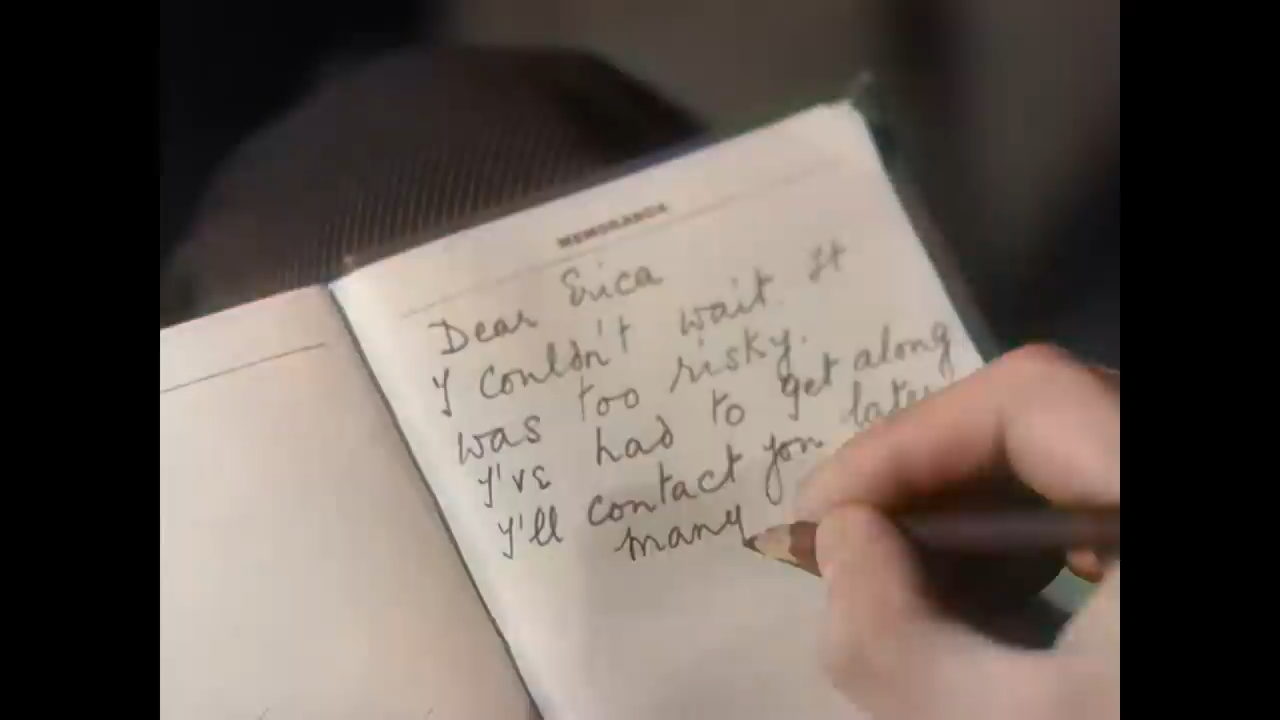 MEMORANDA
Dear Erica
I couldn't wait. It
was too risky.
I've had to get along
I'll contact you later
many